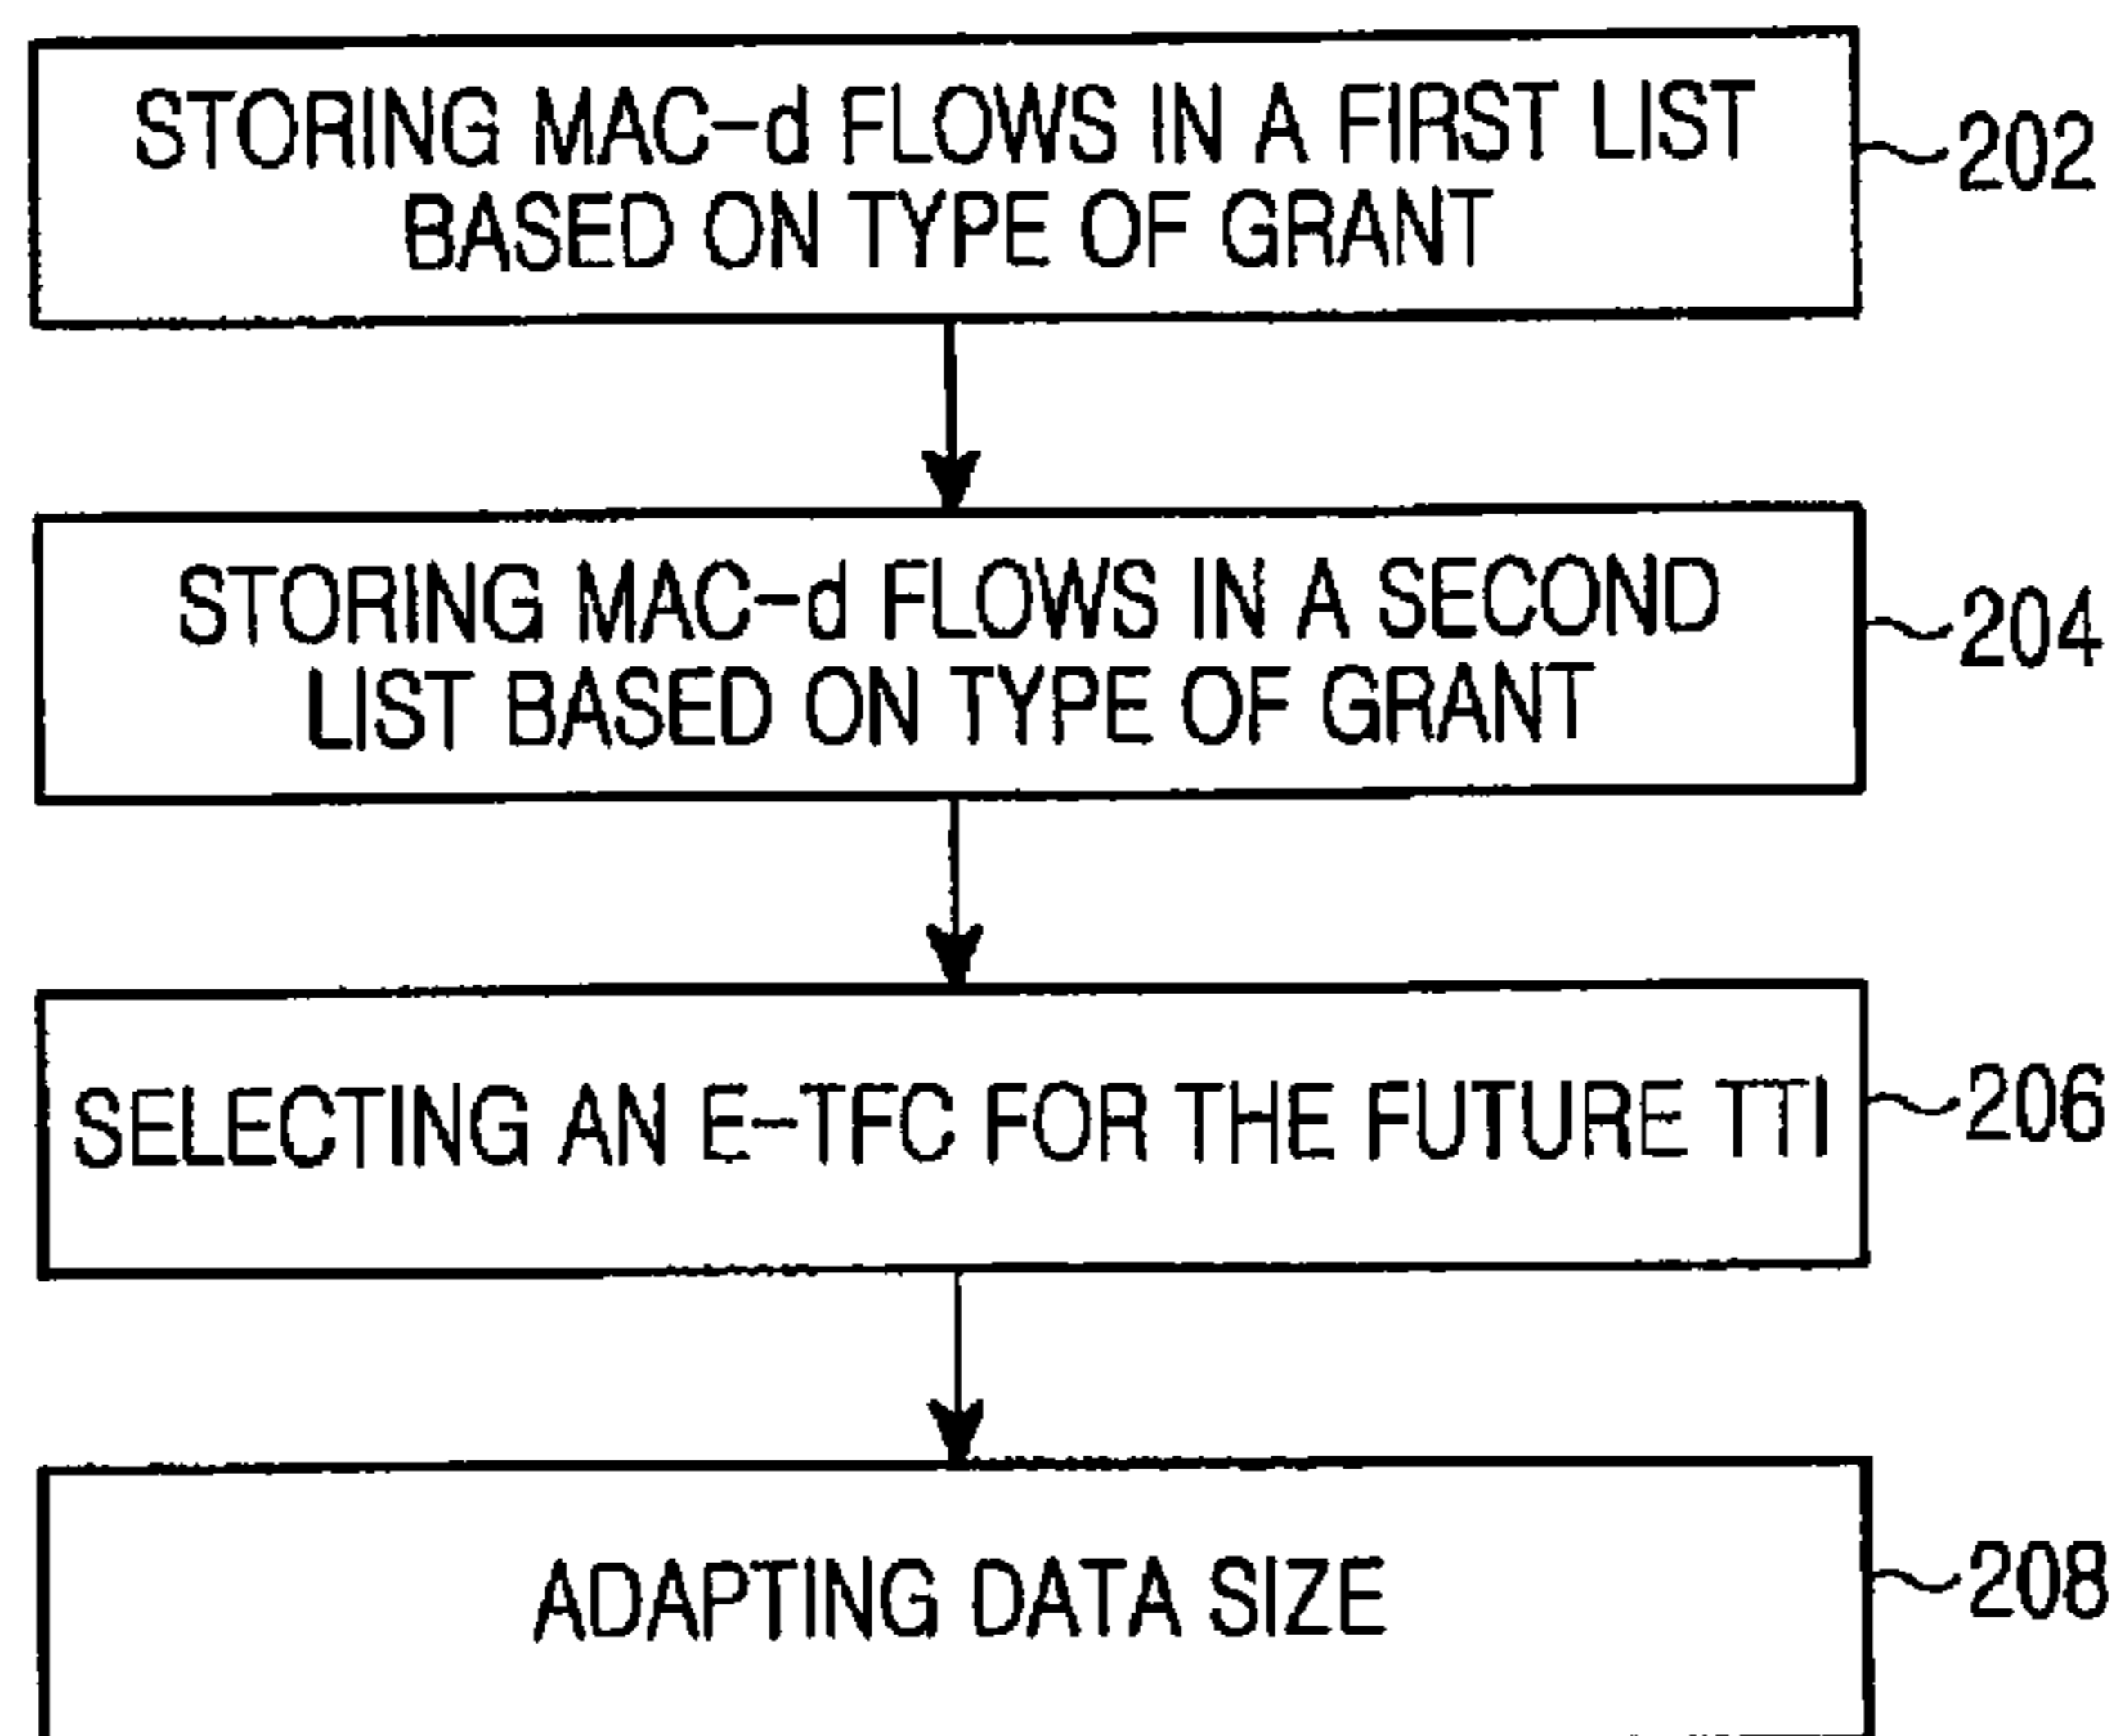 STORING MAC-d FLOWS IN A FIRST LIST
BASED ON TYPE OF GRANT
202
STORING MAC-d FLOWS IN A SECOND
LIST BASED ON TYPE OF GRANT
204
SELECTING AN E-TFC FOR THE FUTURE TTI
206
ADAPTING DATA SIZE
208